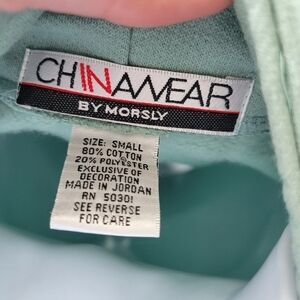 CHINAWEAR
BY MORSLY
SIZE: SMALL
80% COTTON
20% POLYESTER
EXCLUSIVE OF
DECORATION
MADE IN JORDAN
RN 50301
SEE REVERSE
FOR CARE